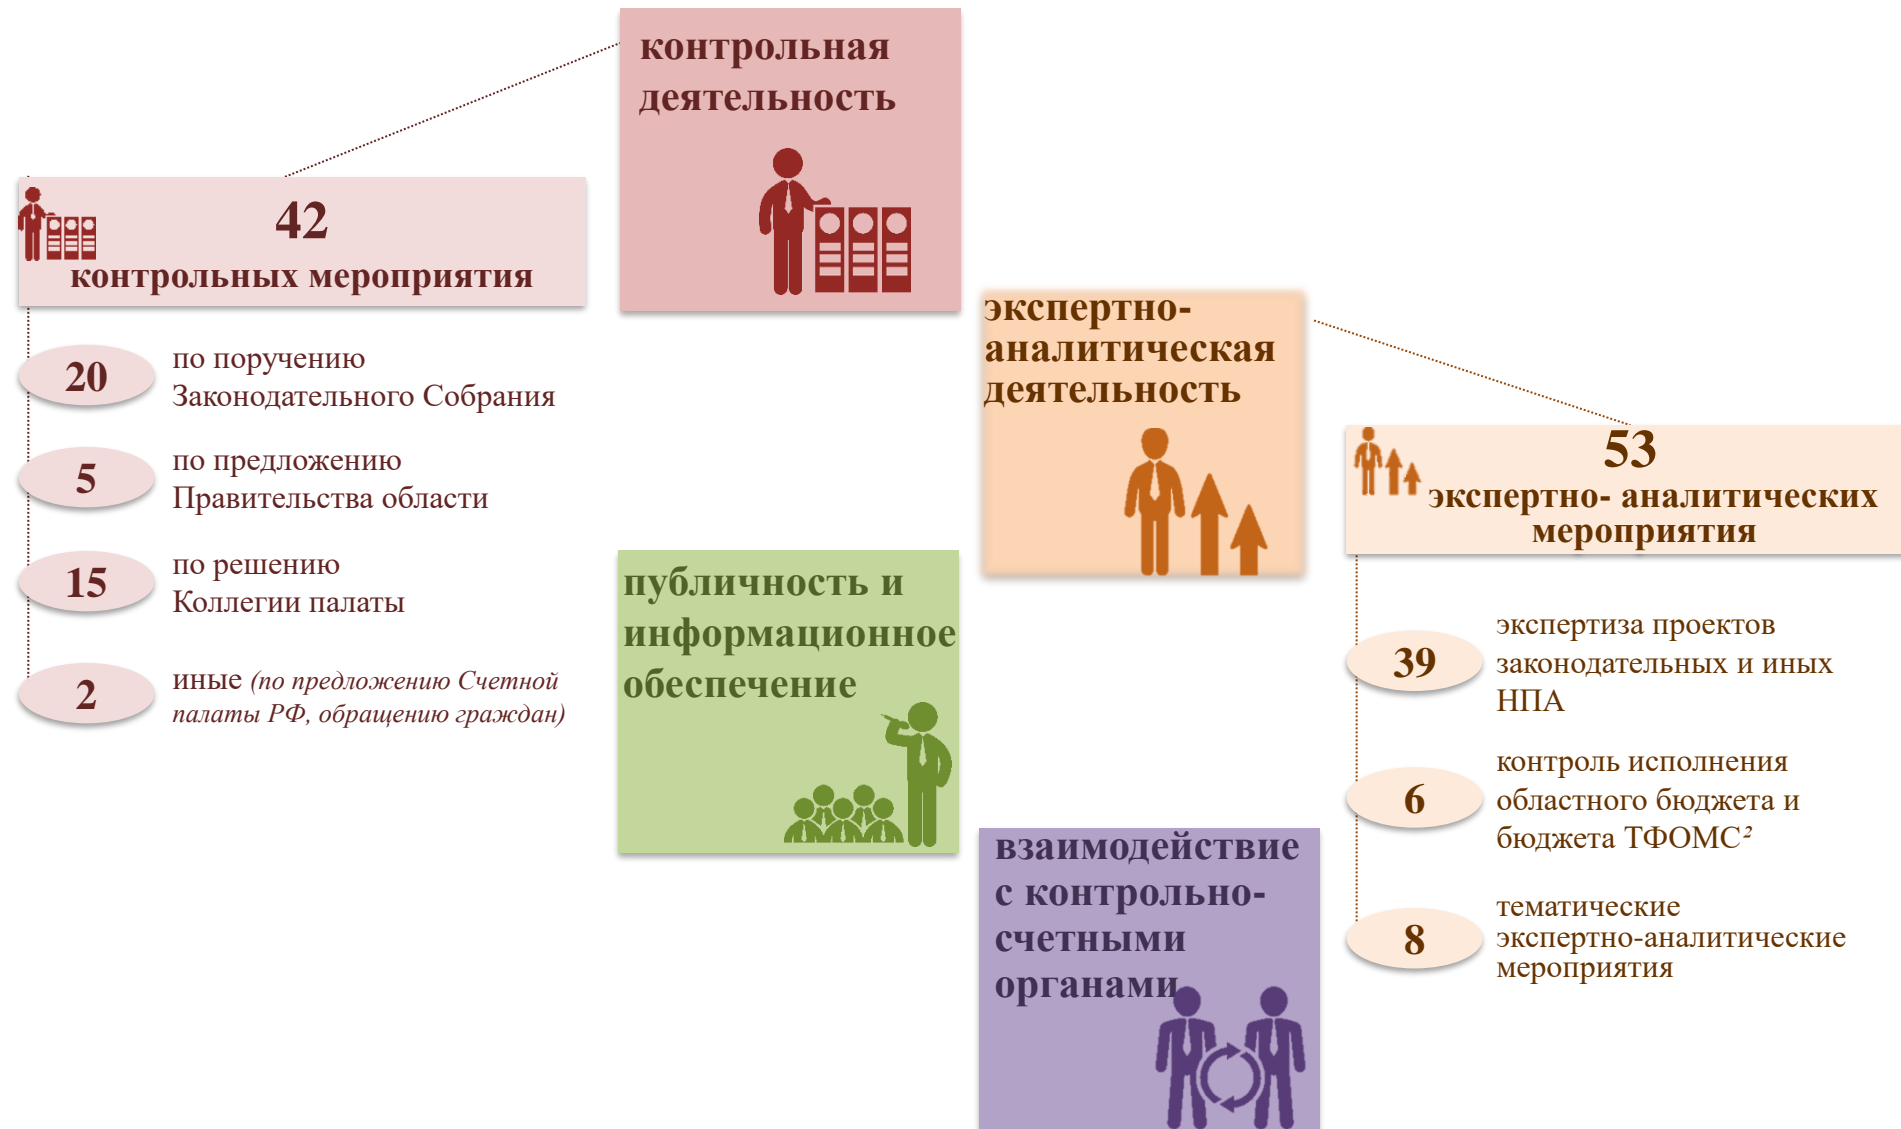 контрольная
деятельность
42
контрольных мероприятия
20
по поручению
Законодательного Собрания
5
по предложению
Правительства области
15
по решению
Коллегии палаты
2
иные (по предложению Счетной
палаты РФ, обращению граждан)
экспертно-
аналитическая
деятельность
53
экспертно- аналитических
мероприятия
39
экспертиза проектов
законодательных и иных
НПА
6
контроль исполнения
областного бюджета и
бюджета ТФОМС²
8
тематические
экспертно-аналитические
мероприятия
публичность и
информационное
обеспечение
взаимодействие
с контрольно-
счетными
органами